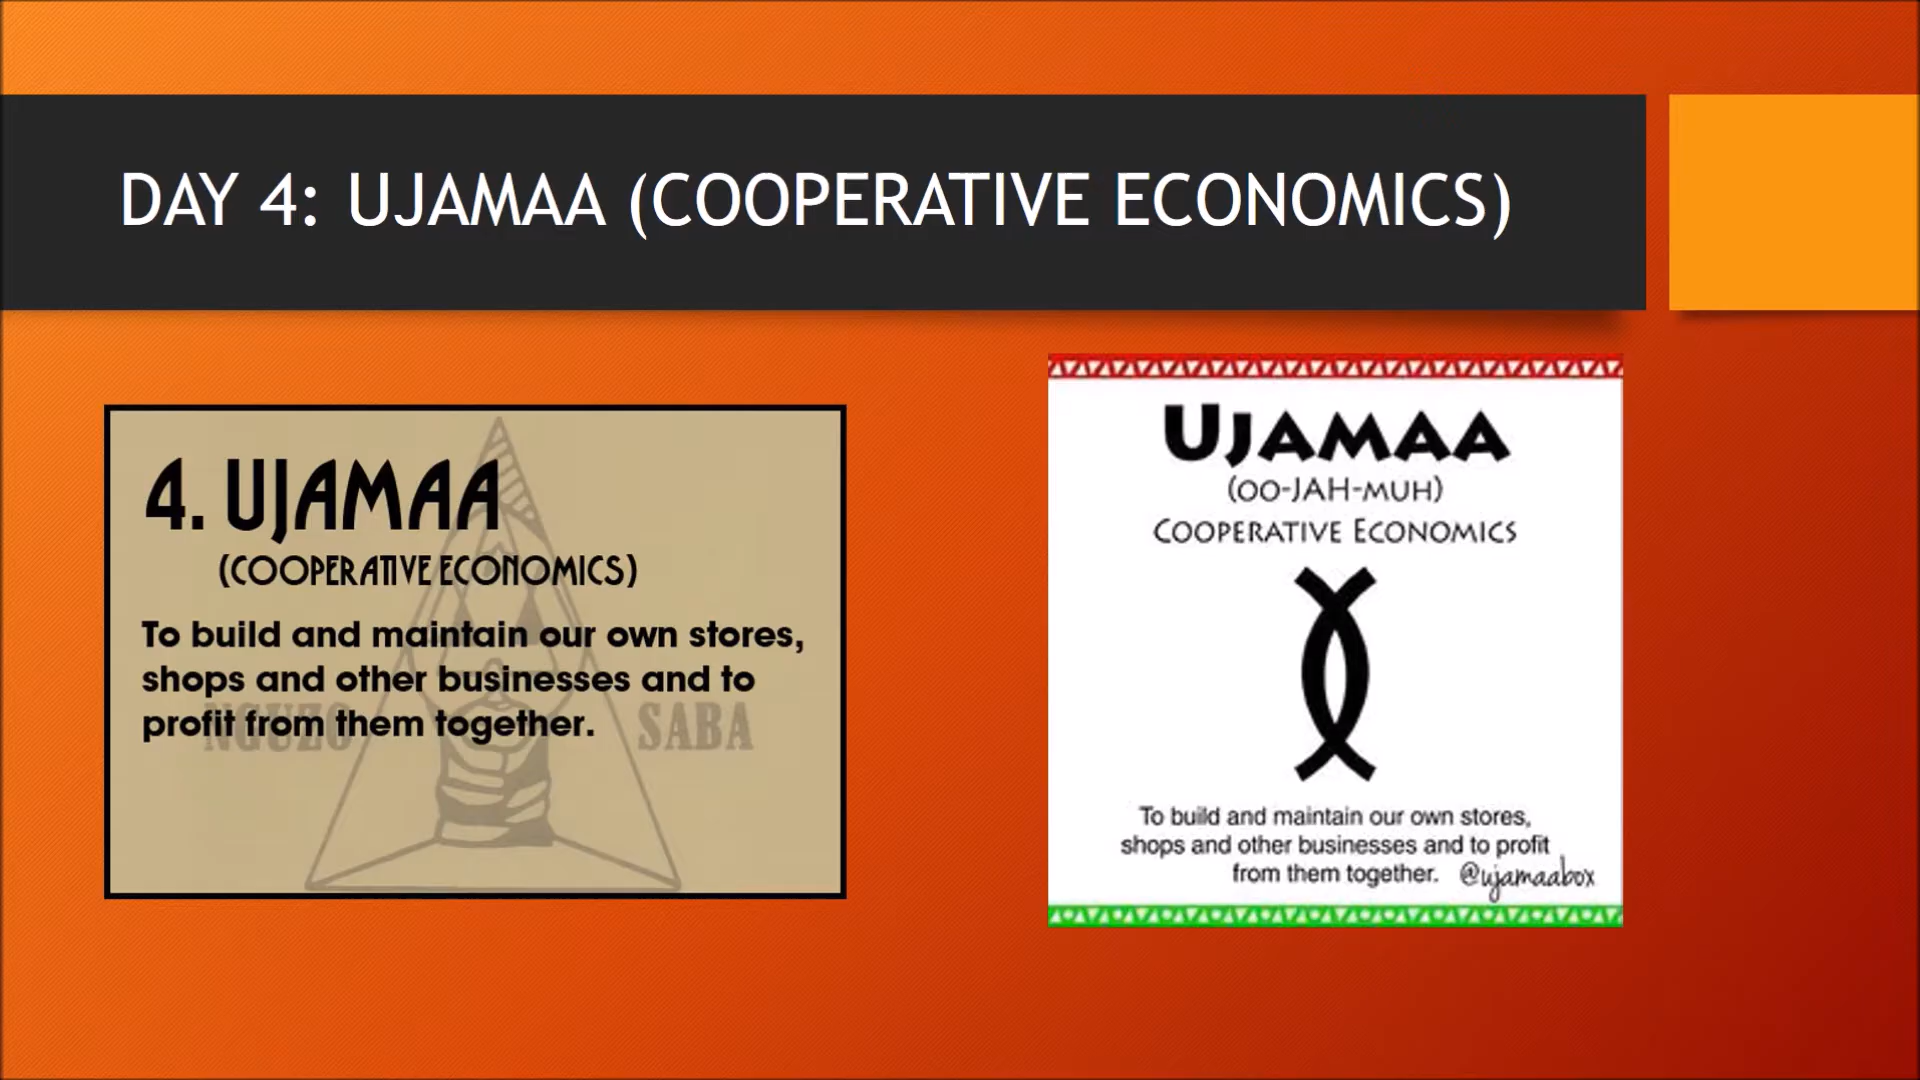 DAY 4: UJAMAA (COOPERATIVE ECONOMICS)
4. UJAMAA
(COOPERATIVE ECONOMICS)
To build and maintain our own stores,
shops and other businesses and to
profit from them together.
NGUZO SABA
UJAMAA
(OO-JAH-MUH)
COOPERATIVE ECONOMICS
To build and maintain our own stores,
shops and other businesses and to profit
from them together. @ujamaabox